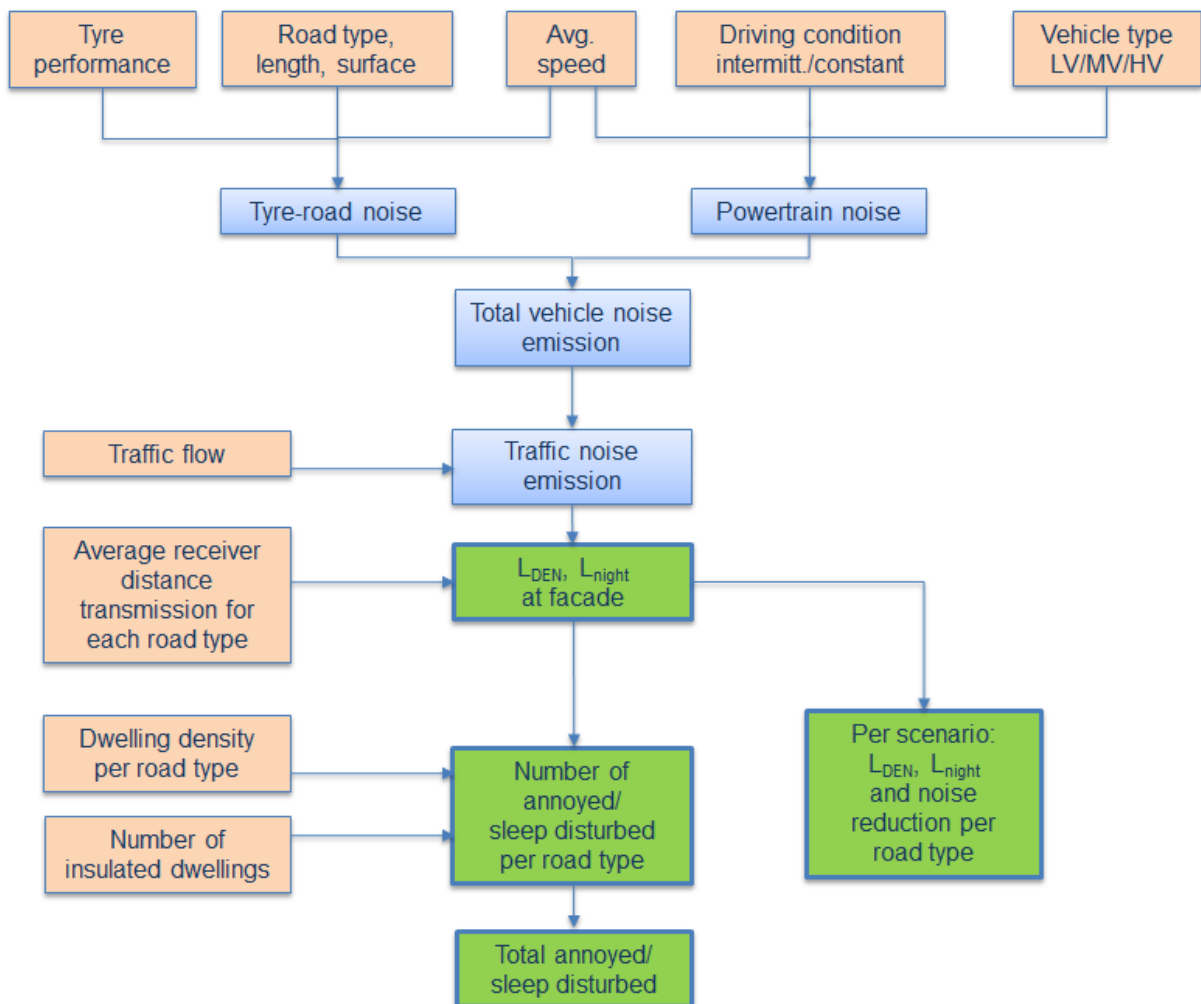 Tyre
performance
Road type,
length, surface
Avg.
speed
Driving condition
intermitt./constant
Vehicle type
LV/MV/HV
Tyre-road noise
Powertrain noise
Total vehicle noise
emission
Traffic flow
Traffic noise
emission
Average receiver
distance
transmission for
each road type
LDEN, Lnight
at facade
Dwelling density
per road type
Number of
insulated dwellings
Number of
annoyed/
sleep disturbed
per road type
Per scenario:
LDEN, Lnight
and noise
reduction per
road type
Total annoyed/
sleep disturbed